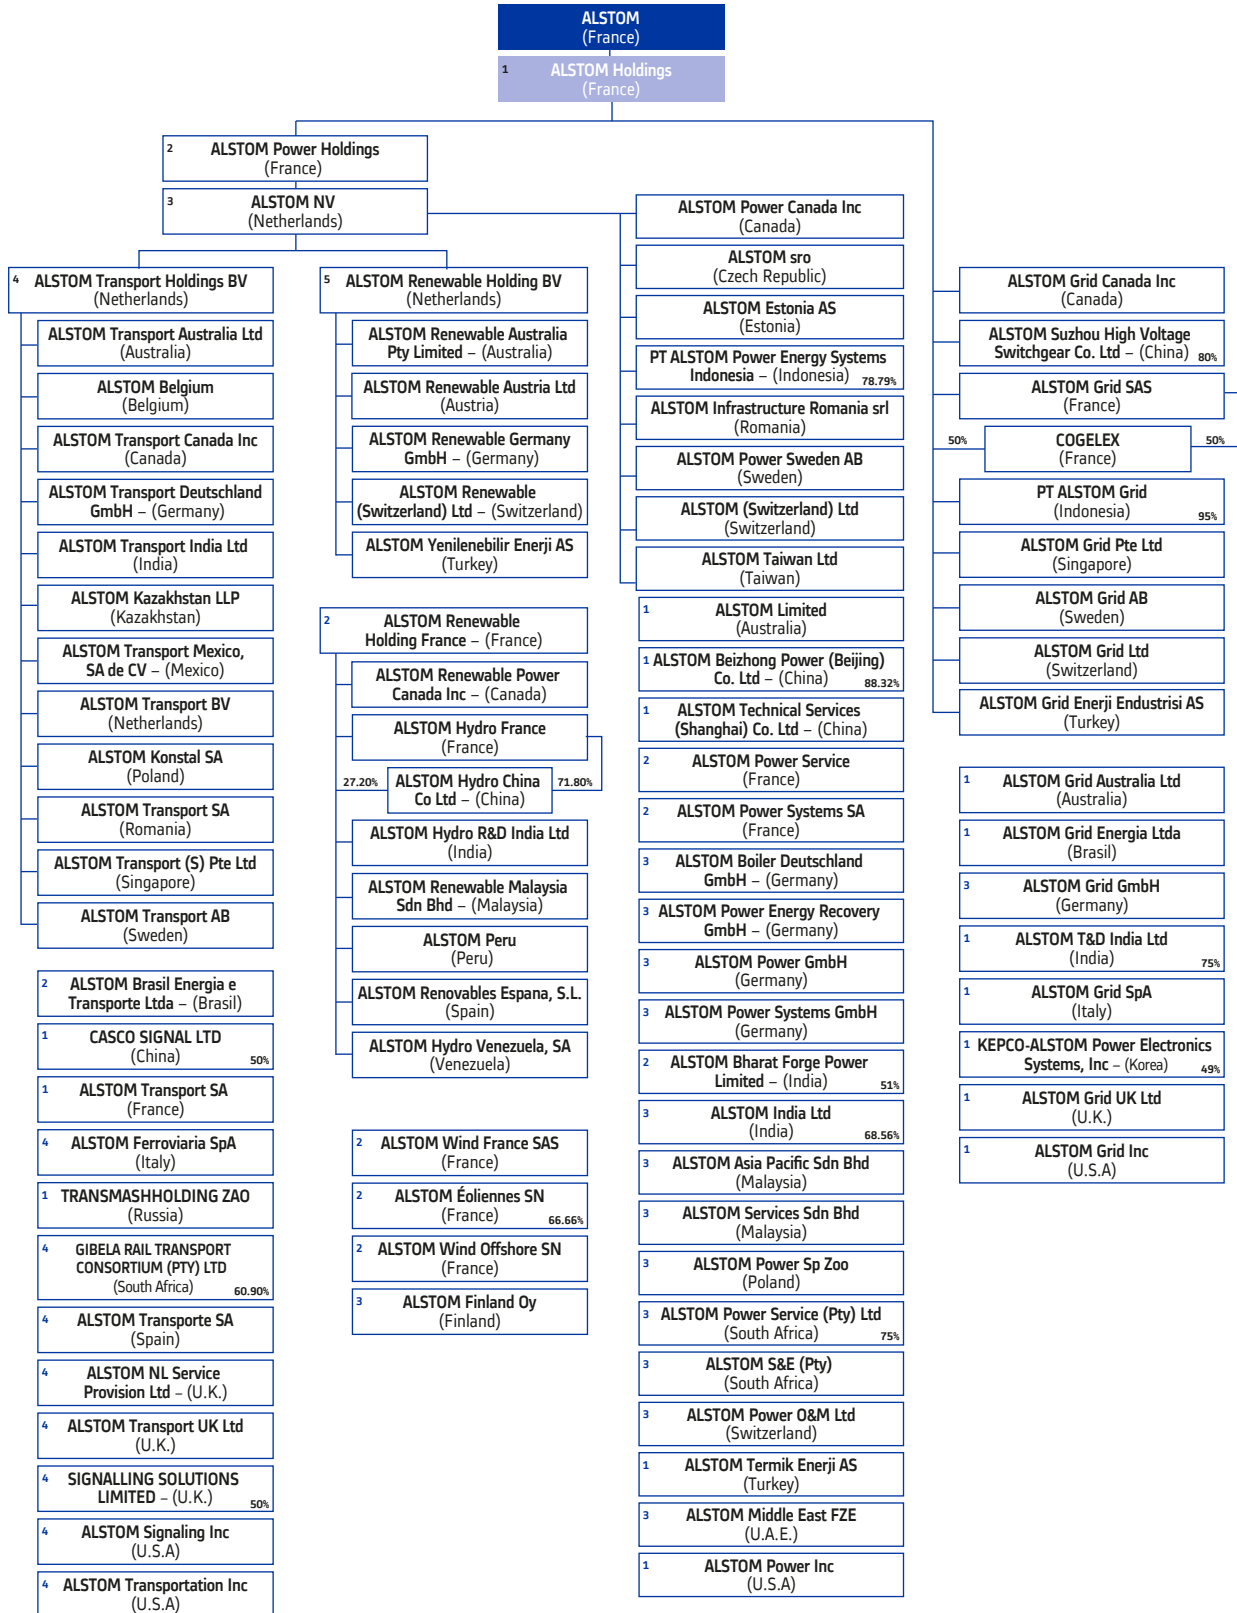 ALSTOM
(France)
1 ALSTOM Holdings
(France)
2 ALSTOM Power Holdings
(France)
3 ALSTOM NV
(Netherlands)
4 ALSTOM Transport Holdings BV
(Netherlands)
ALSTOM Transport Australia Ltd
(Australia)
ALSTOM Belgium
(Belgium)
ALSTOM Transport Canada Inc
(Canada)
ALSTOM Transport Deutschland
GmbH – (Germany)
ALSTOM Transport India Ltd
(India)
ALSTOM Kazakhstan LLP
(Kazakhstan)
ALSTOM Transport Mexico,
SA de CV – (Mexico)
ALSTOM Transport BV
(Netherlands)
ALSTOM Konstal SA
(Poland)
ALSTOM Transport SA
(Romania)
ALSTOM Transport (S) Pte Ltd
(Singapore)
ALSTOM Transport AB
(Sweden)
2 ALSTOM Brasil Energia e
Transporte Ltda – (Brasil)
1 CASCO SIGNAL LTD
(China) 50%
1 ALSTOM Transport SA
(France)
4 ALSTOM Ferroviaria SpA
(Italy)
1 TRANSMASHHOLDING ZAO
(Russia)
4 GIBELA RAIL TRANSPORT
CONSORTIUM (PTY) LTD
(South Africa) 60.90%
4 ALSTOM Transporte SA
(Spain)
4 ALSTOM NL Service
Provision Ltd – (U.K.)
4 ALSTOM Transport UK Ltd
(U.K.)
4 SIGNALLING SOLUTIONS
LIMITED – (U.K.) 50%
4 ALSTOM Signaling Inc
(U.S.A)
4 ALSTOM Transportation Inc
(U.S.A)
5 ALSTOM Renewable Holding BV
(Netherlands)
ALSTOM Renewable Australia
Pty Limited – (Australia)
ALSTOM Renewable Austria Ltd
(Austria)
ALSTOM Renewable Germany
GmbH – (Germany)
ALSTOM Renewable
(Switzerland) Ltd – (Switzerland)
ALSTOM Yenilenebilir Enerji AS
(Turkey)
2 ALSTOM Renewable
Holding France – (France)
ALSTOM Renewable Power
Canada Inc – (Canada)
ALSTOM Hydro France
(France)
27.20% ALSTOM Hydro China 71.80%
Co Ltd – (China)
ALSTOM Hydro R&D India Ltd
(India)
ALSTOM Renewable Malaysia
Sdn Bhd – (Malaysia)
ALSTOM Peru
(Peru)
ALSTOM Renovables Espana, S.L.
(Spain)
ALSTOM Hydro Venezuela, SA
(Venezuela)
2 ALSTOM Wind France SAS
(France)
2 ALSTOM Éoliennes SN
(France) 66.66%
2 ALSTOM Wind Offshore SN
(France)
3 ALSTOM Finland Oy
(Finland)
ALSTOM Power Canada Inc
(Canada)
ALSTOM sro
(Czech Republic)
ALSTOM Estonia AS
(Estonia)
PT ALSTOM Power Energy Systems
Indonesia – (Indonesia) 78.79%
ALSTOM Infrastructure Romania srl
(Romania)
ALSTOM Power Sweden AB
(Sweden)
ALSTOM (Switzerland) Ltd
(Switzerland)
ALSTOM Taiwan Ltd
(Taiwan)
1 ALSTOM Limited
(Australia)
1 ALSTOM Beizhong Power (Beijing)
Co. Ltd – (China) 88.32%
1 ALSTOM Technical Services
(Shanghai) Co. Ltd – (China)
2 ALSTOM Power Service
(France)
2 ALSTOM Power Systems SA
(France)
3 ALSTOM Boiler Deutschland
GmbH – (Germany)
3 ALSTOM Power Energy Recovery
GmbH – (Germany)
3 ALSTOM Power GmbH
(Germany)
3 ALSTOM Power Systems GmbH
(Germany)
2 ALSTOM Bharat Forge Power
Limited – (India) 51%
3 ALSTOM India Ltd
(India) 68.56%
3 ALSTOM Asia Pacific Sdn Bhd
(Malaysia)
3 ALSTOM Services Sdn Bhd
(Malaysia)
3 ALSTOM Power Sp Zoo
(Poland)
3 ALSTOM Power Service (Pty) Ltd
(South Africa) 75%
3 ALSTOM S&E (Pty)
(South Africa)
3 ALSTOM Power O&M Ltd
(Switzerland)
1 ALSTOM Termik Enerji AS
(Turkey)
3 ALSTOM Middle East FZE
(U.A.E.)
1 ALSTOM Power Inc
(U.S.A)
ALSTOM Grid Canada Inc
(Canada)
ALSTOM Suzhou High Voltage
Switchgear Co. Ltd – (China) 80%
ALSTOM Grid SAS
(France)
50% COGELEX 50%
(France)
PT ALSTOM Grid
(Indonesia) 95%
ALSTOM Grid Pte Ltd
(Singapore)
ALSTOM Grid AB
(Sweden)
ALSTOM Grid Ltd
(Switzerland)
ALSTOM Grid Enerji Endustrisi AS
(Turkey)
1 ALSTOM Grid Australia Ltd
(Australia)
1 ALSTOM Grid Energia Ltda
(Brasil)
3 ALSTOM Grid GmbH
(Germany)
1 ALSTOM T&D India Ltd
(India) 75%
1 ALSTOM Grid SpA
(Italy)
1 KEPCO-ALSTOM Power Electronics
Systems, Inc – (Korea) 49%
1 ALSTOM Grid UK Ltd
(U.K.)
1 ALSTOM Grid Inc
(U.S.A)